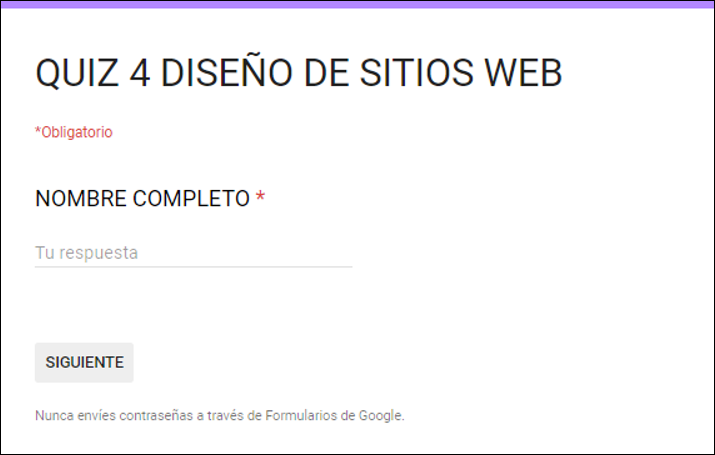 QUIZ 4 DISEÑO DE SITIOS WEB
*Obligatorio
NOMBRE COMPLETO *
Tu respuesta
SIGUIENTE
Nunca envíes contraseñas a través de Formularios de Google.